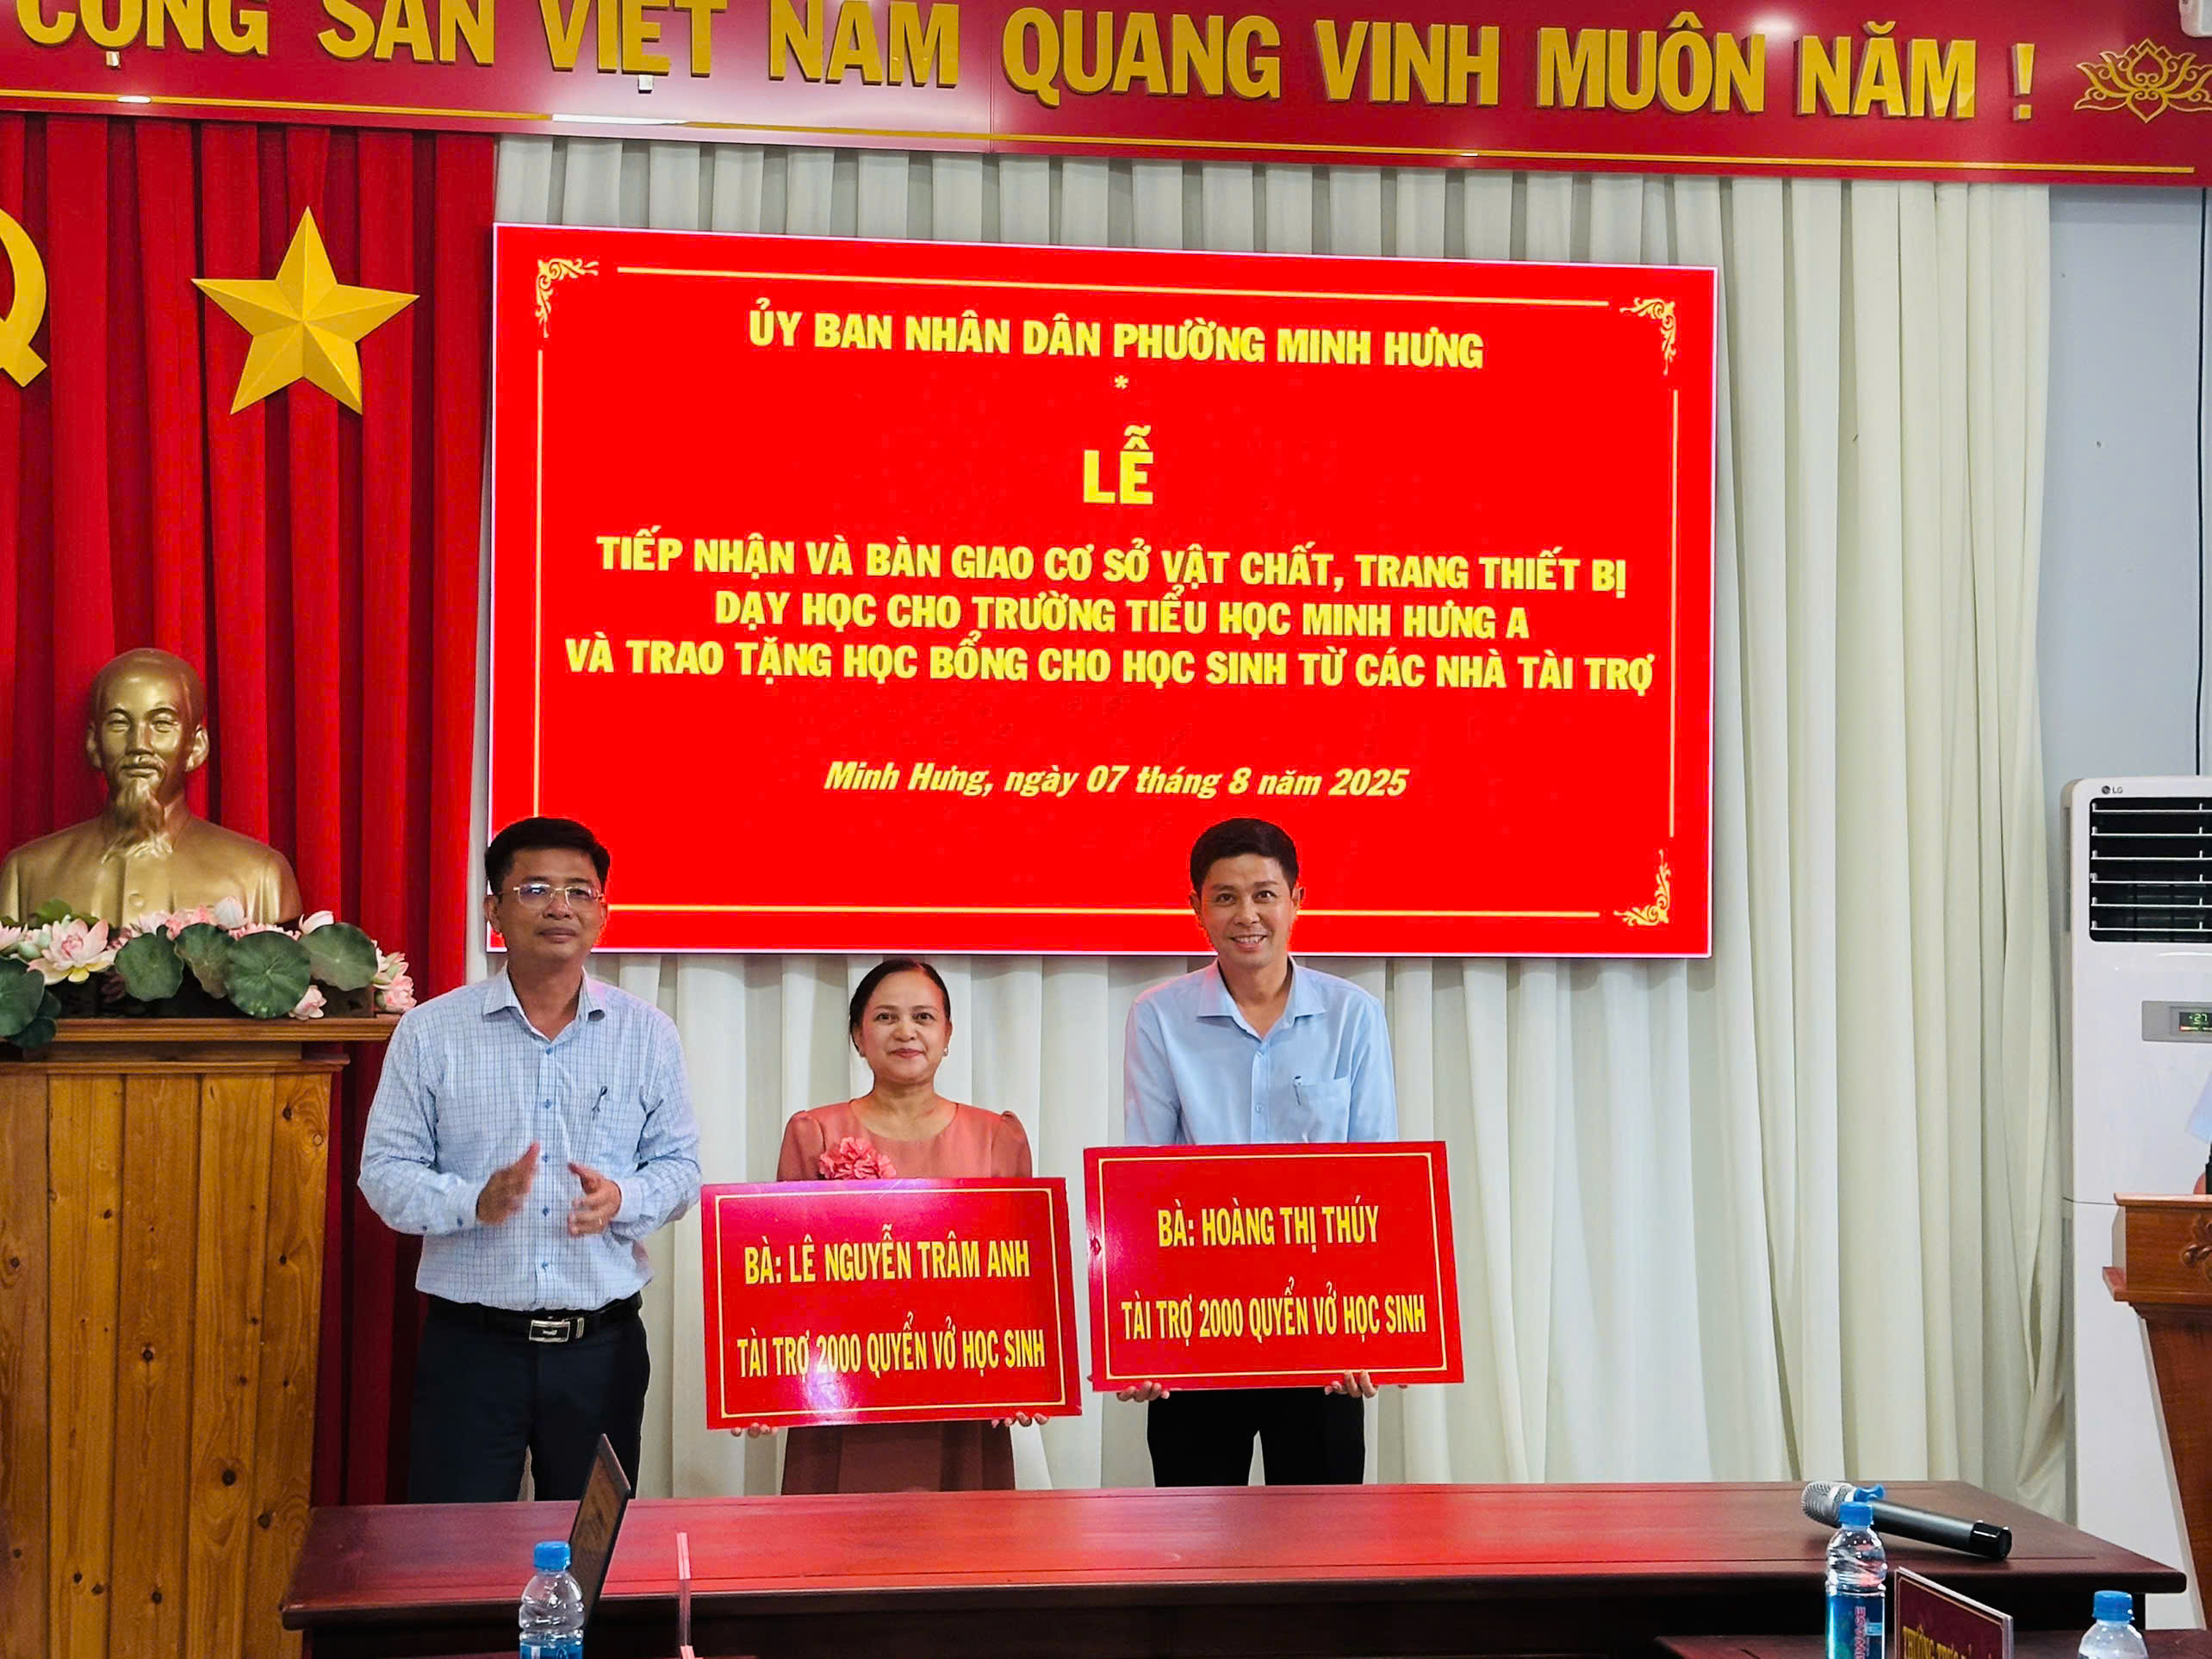 CỘNG SẢN VIỆT NAM QUANG VINH MUÔN NĂM !
ỦY BAN NHÂN DÂN PHƯỜNG MINH HƯNG
*
LỄ
TIẾP NHẬN VÀ BÀN GIAO CƠ SỞ VẬT CHẤT, TRANG THIẾT BỊ
DẠY HỌC CHO TRƯỜNG TIỂU HỌC MINH HƯNG A
VÀ TRAO TẶNG HỌC BỔNG CHO HỌC SINH TỪ CÁC NHÀ TÀI TRỢ
Minh Hưng, ngày 07 tháng 8 năm 2025
LG
27
BÀ: LÊ NGUYỄN TRÂM ANH
TÀI TRỢ 2000 QUYỂN VỞ HỌC SINH
BÀ: HOÀNG THỊ THÚY
TÀI TRỢ 2000 QUYỂN VỞ HỌC SINH